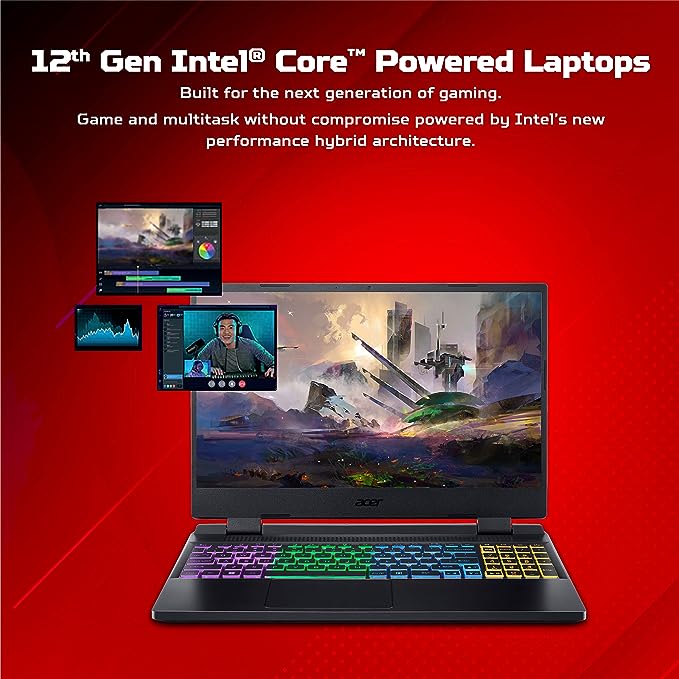 12th Gen Intel® Core™ Powered Laptops
Built for the next generation of gaming.
Game and multitask without compromise powered by Intel's new
performance hybrid architecture.
acer